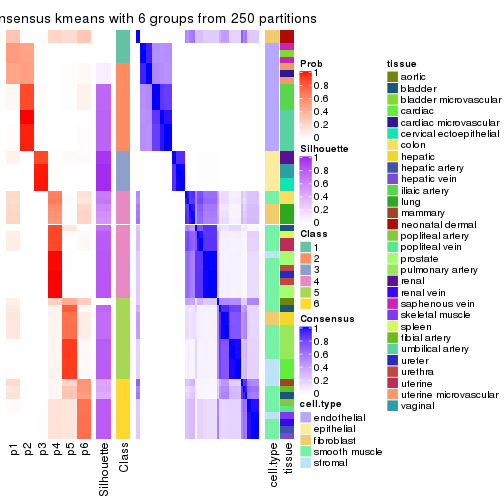 nsensus kmeans with 6 groups from 250 partitions
Prob
1
0.8
0.6
0.4
0.2
0
Silhouette
1
0.8
0.6
0.4
0.2
0
Class
1
2
3
4
5
6
Consensus
1
0.8
0.6
0.4
0.2
0
cell.type
endothelial
epithelial
fibroblast
smooth muscle
stromal
tissue
aortic
bladder
bladder microvascular
cardiac
cardiac microvascular
cervical ectoepithelial
colon
hepatic
hepatic artery
hepatic vein
iliaic artery
lung
mammary
neonatal dermal
popliteal artery
popliteal vein
prostate
pulmonary artery
renal
renal vein
saphenous vein
skeletal muscle
spleen
tibial artery
umbilical artery
ureter
urethra
uterine
uterine microvascular
vaginal
p1
p2
p3
p4
p5
p6
Silhouette
Class
cell.type
tissue